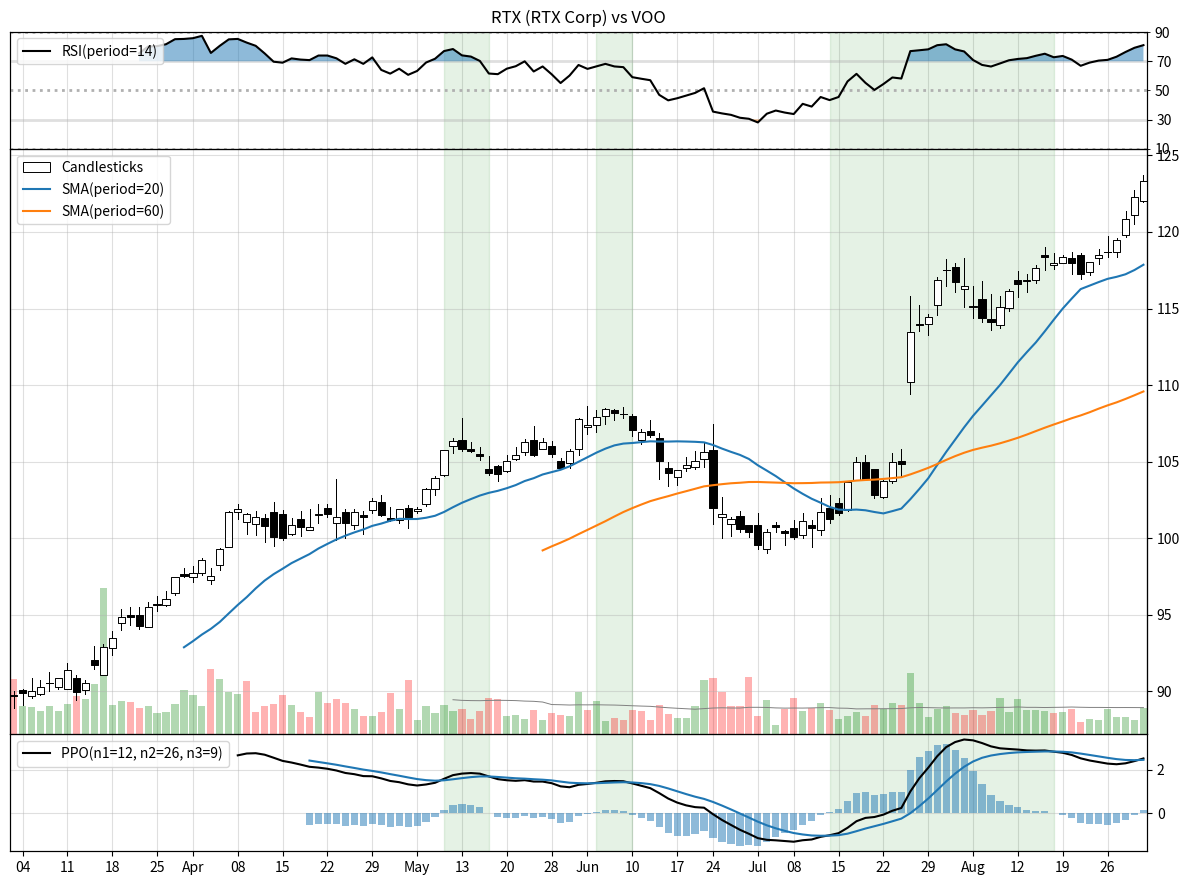 RTX (RTX Corp) vs VOO
RSI(period=14)
90
70
50
30
10
Candlesticks
SMA(period=20)
SMA(period=60)
125
120
115
110
105
100
95
90
PPO(n1=12, n2=26, n3=9)
2
0
04 11 18 25 Apr 08 15 22 29 May 13 20 28 Jun 10 17 24 Jul 08 15 22 29 Aug 12 19 26